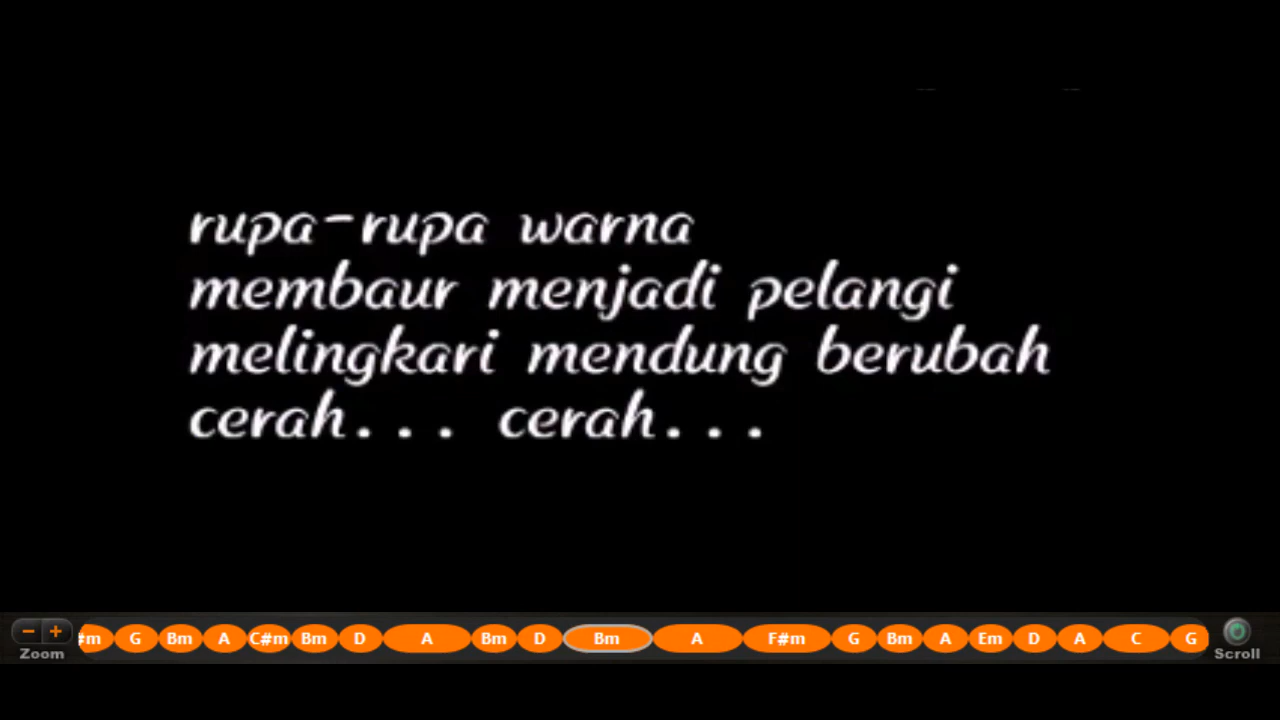 rupa-rupa warna
membaur menjadi pelangi
melingkari mendung berubah
cerah... cerah...
#m G Bm A C#m Bm D A Bm D Bm A F#m G Bm A Em D A C G
Zoom Scroll